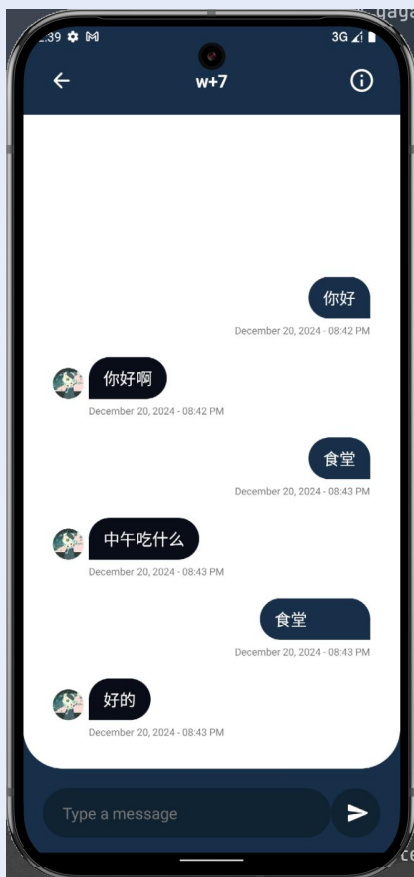 :39
3G
w+7
你好
December 20, 2024 - 08:42 PM
你好啊
December 20, 2024 - 08:42 PM
食堂
December 20, 2024 - 08:43 PM
中午吃什么
December 20, 2024 - 08:43 PM
食堂
December 20, 2024 - 08:43 PM
好的
December 20, 2024 - 08:43 PM
Type a message